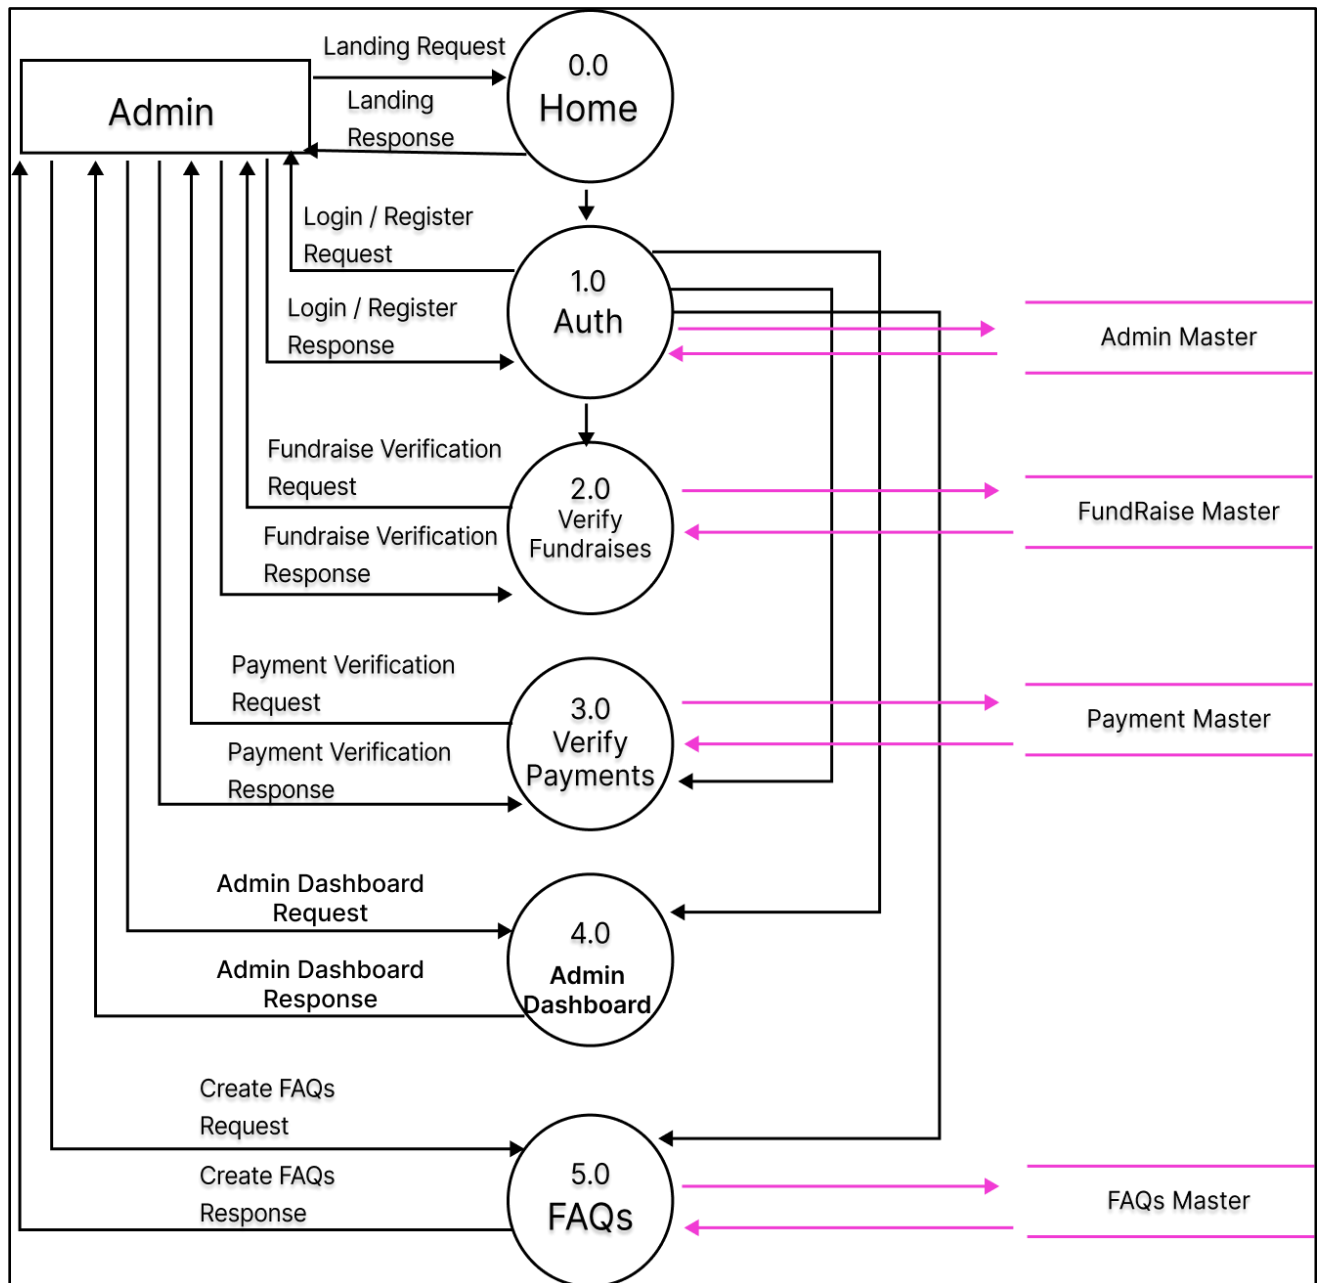 Landing Request
0.0
Home
Admin
Landing
Response
Login / Register
Request
1.0
Auth
Login / Register
Response
Admin Master
Fundraise Verification
Request
2.0
Verify
Fundraises
FundRaise Master
Fundraise Verification
Response
Payment Verification
Request
3.0
Verify
Payments
Payment Master
Payment Verification
Response
Admin Dashboard
Request
4.0
Admin
Dashboard
Admin Dashboard
Response
Create FAQs
Request
5.0
FAQs
FAQs Master
Create FAQs
Response